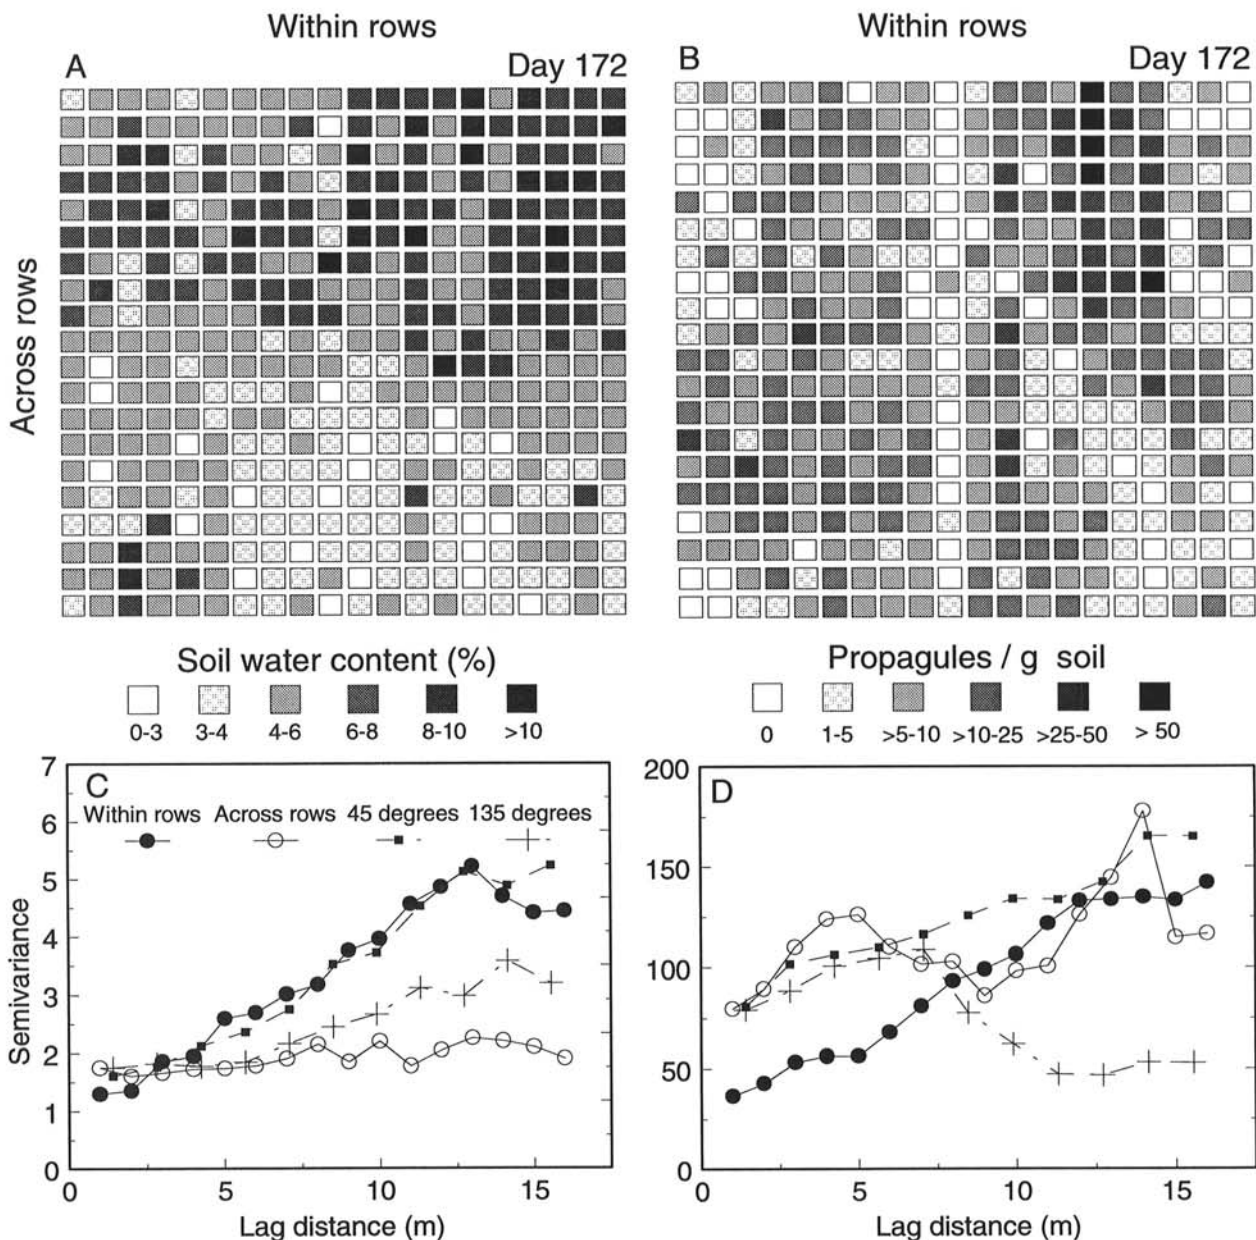 Within rows
Within rows
A
Day 172
B
Day 172
Across rows
Soil water content (%)
0-3 3-4 4-6 6-8 8-10 >10
Propagules / g soil
0 1-5 >5-10 >10-25 >25-50 > 50
C
Within rows Across rows 45 degrees 135 degrees
Semivariance
7
6
5
4
3
2
1
0
0 5 10 15
Lag distance (m)
D
200
150
100
50
0
0 5 10 15
Lag distance (m)